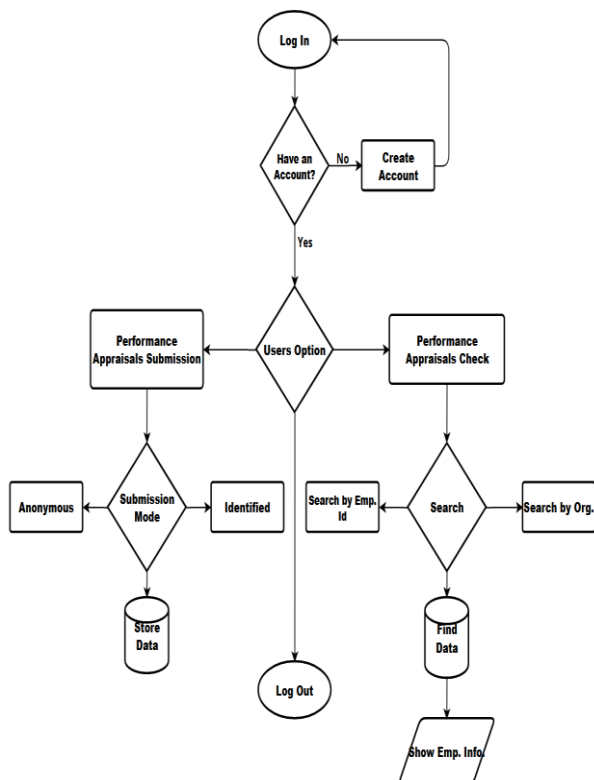 Log In
Have an
Account?
No
Create
Account
Yes
Performance
Appraisals Submission
Users Option
Performance
Appraisals Check
Anonymous
Submission
Mode
Identified
Search by Emp.
Id
Search
Search by Org.
Store
Data
Find
Data
Log Out
Show Emp. Info.